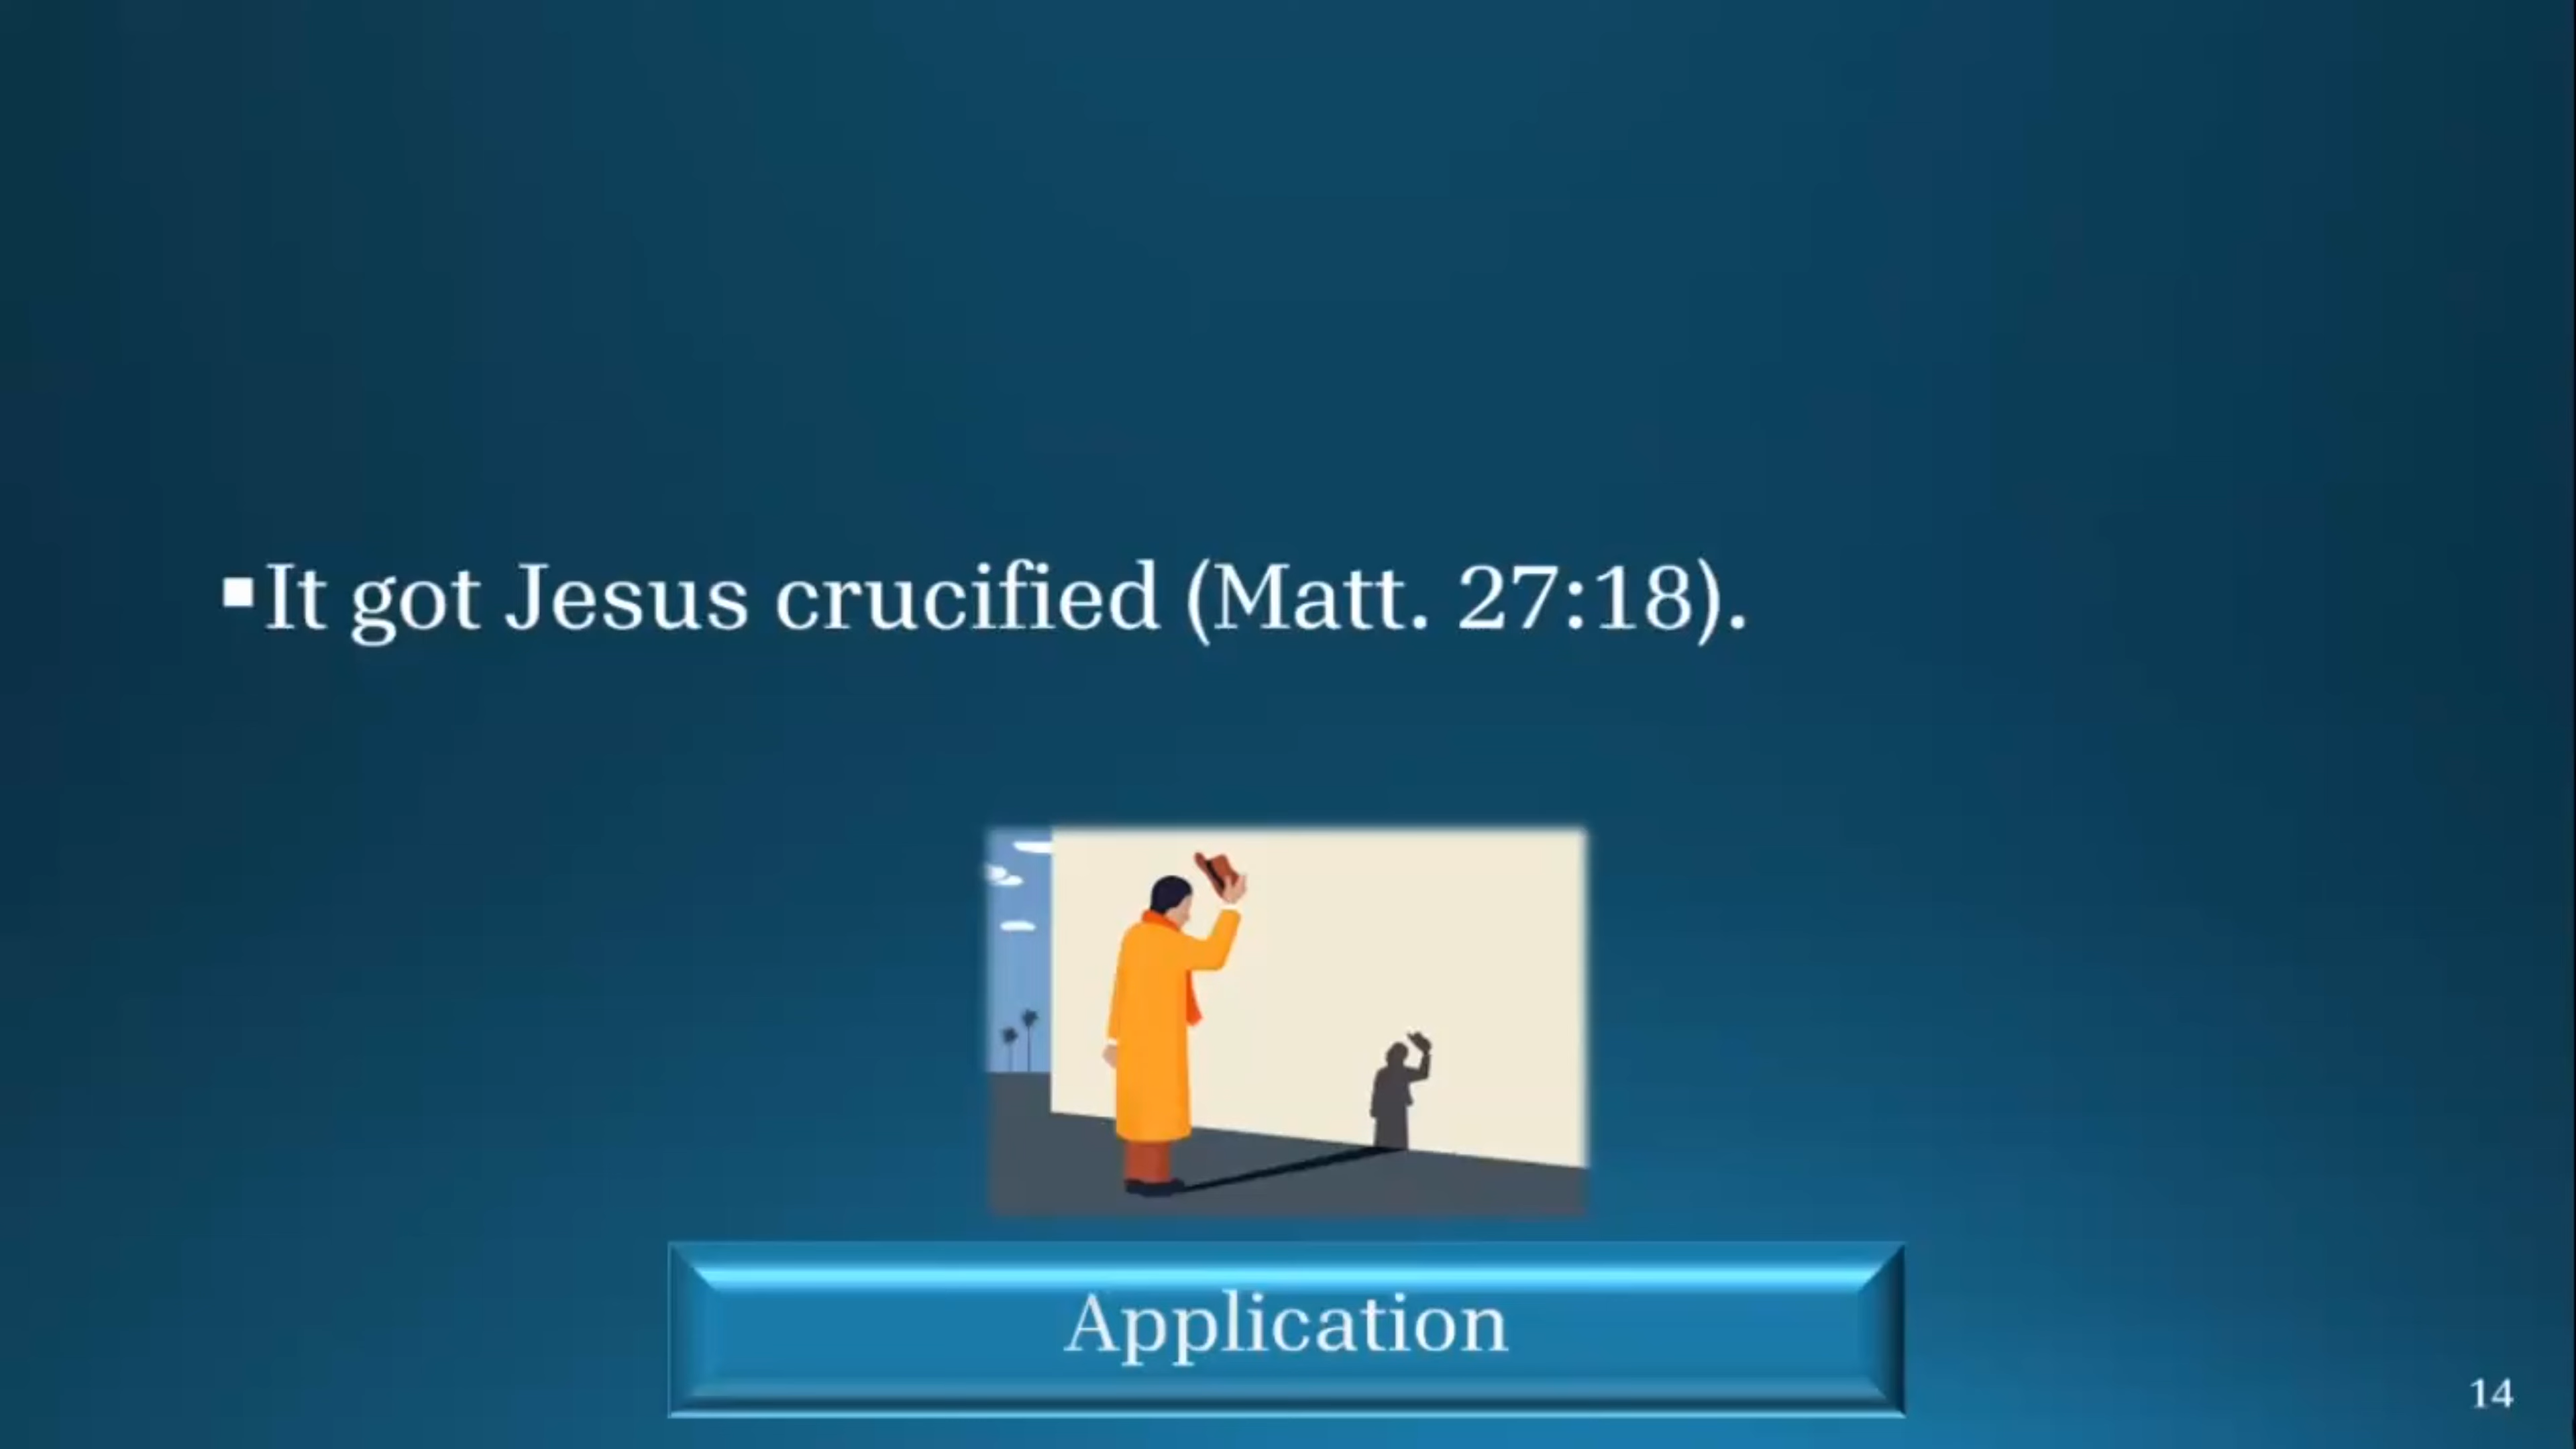 ▪It got Jesus crucified (Matt. 27:18).
Application
14